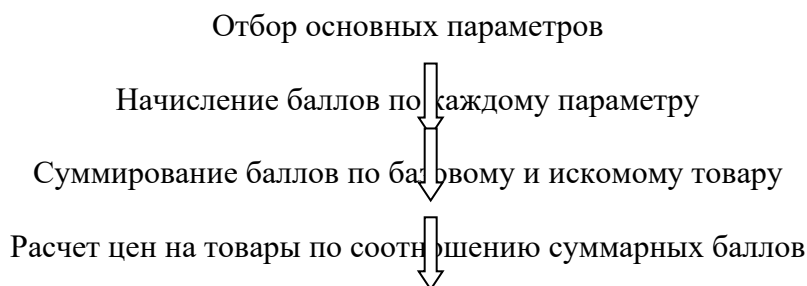 Отбор основных параметров
Начисление баллов по каждому параметру
Суммирование баллов по базовому и искомому товару
Расчет цен на товары по соотношению суммарных баллов